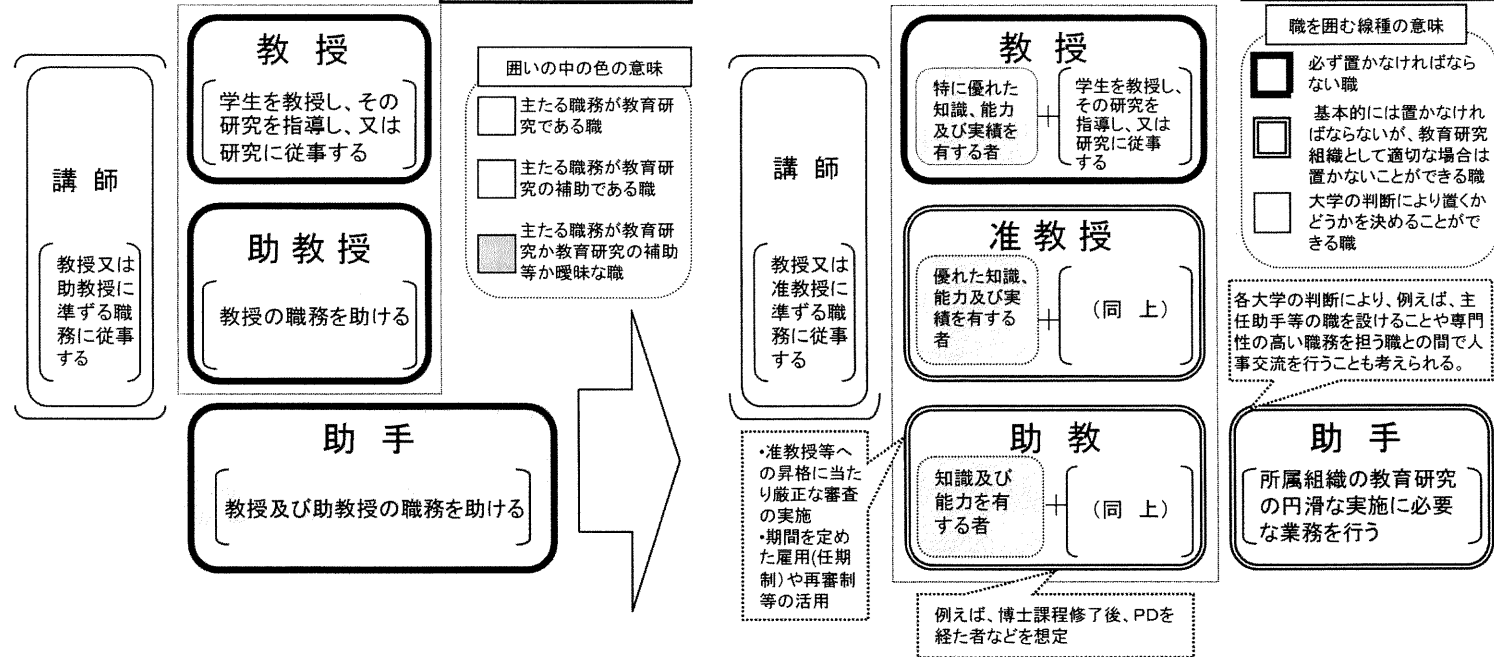 教 授
学生を教授し、その
研究を指導し、又は
研究に従事する
講 師
教授又は
助教授に
準ずる職
務に従事
する
助 教 授
教授の職務を助ける
助 手
教授及び助教授の職務を助ける
囲いの中の色の意味
主たる職務が教育研
究である職
主たる職務が教育研
究の補助である職
主たる職務が教育研
究か教育研究の補助
等か曖昧な職
講 師
教授又は
准教授に
準ずる職
務に従事
する
教 授
特に優れた
知識、能力
及び実績を
有する者
+
学生を教授し、
その研究を
指導し、又は
研究に従事
する
准 教 授
優れた知識、
能力及び実
績を有する
者
+
(同 上)
助 教
知識及び
能力を有
する者
+
(同 上)
・准教授等へ
の昇格に当た
り厳正な審査
の実施
・期間を定め
た雇用(任期
制)や再審制
等の活用
例えば、博士課程修了後、PDを
経た者などを想定
職を囲む線種の意味
必ず置かなければなら
ない職
基本的には置かなけれ
ばならないが、教育研究
組織として適切な場合は
置かないことができる職
大学の判断により置くか
どうかを決めることがで
きる職
各大学の判断により、例えば、主
任助手等の職を設けることや専門
性の高い職務を担う職との間で人
事交流を行うことも考えられる。
助 手
所属組織の教育研究
の円滑な実施に必要
な業務を行う